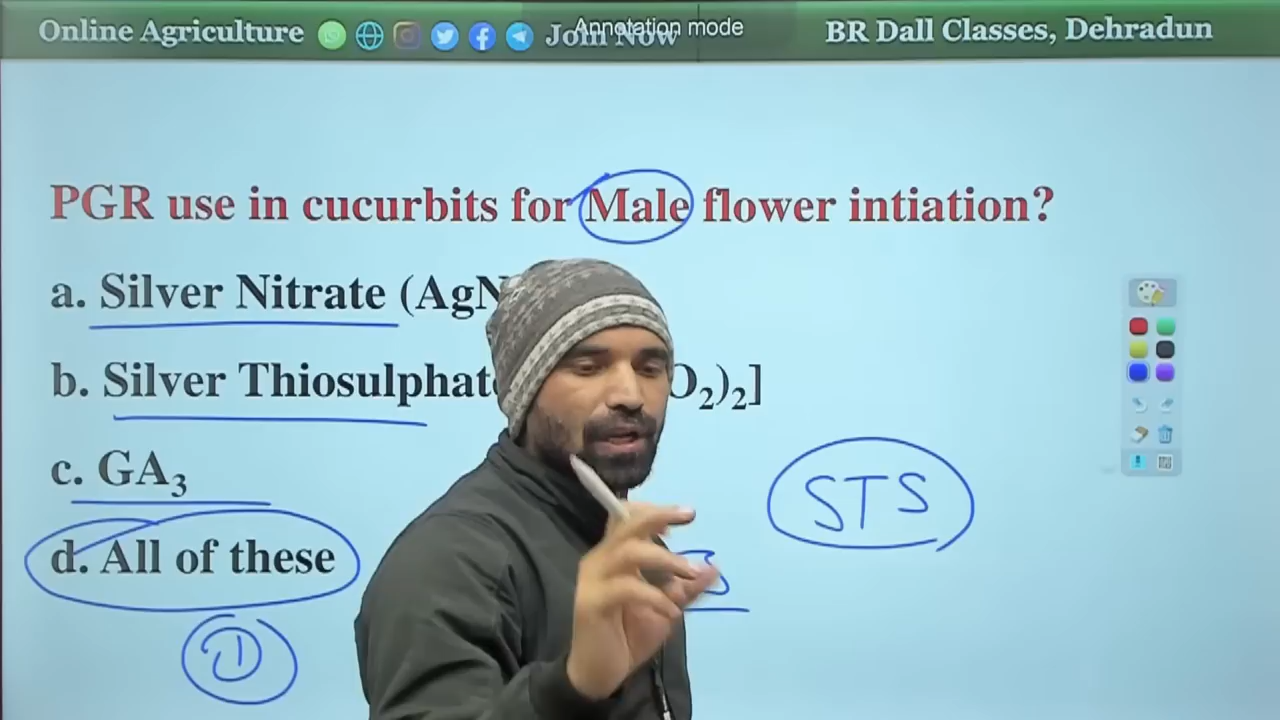 Online Agriculture Join Now
Annotation mode
BR Dall Classes, Dehradun
PGR use in cucurbits for Male flower intiation?
a. Silver Nitrate (AgN
b. Silver Thiosulphate O₂)₂]
c. GA₃
STS
d. All of these